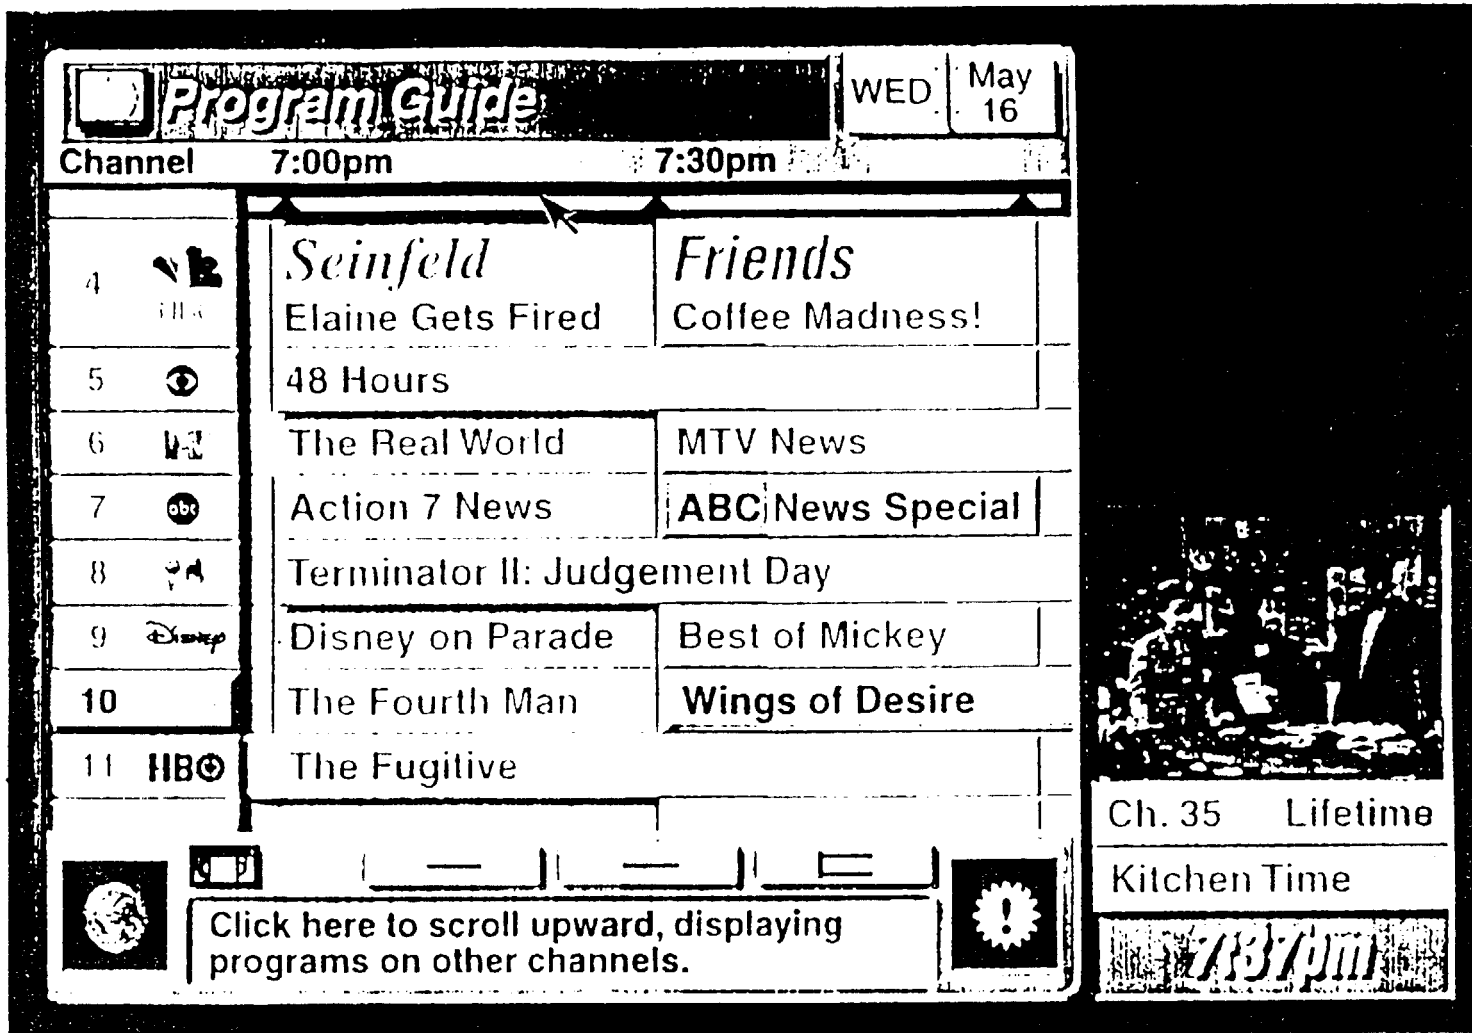 Program Guide
WED
May
16
Channel 7:00pm 7:30pm
4
Seinfeld
Elaine Gets Fired
Friends
Coffee Madness!
5 48 Hours
6 The Real World MTV News
7 abc Action 7 News ABC News Special
8 Terminator II: Judgement Day
9 Disney Disney on Parade Best of Mickey
10 The Fourth Man Wings of Desire
11 HBO The Fugitive
Click here to scroll upward, displaying
programs on other channels.
!
Ch. 35 Lifetime
Kitchen Time
7:37pm